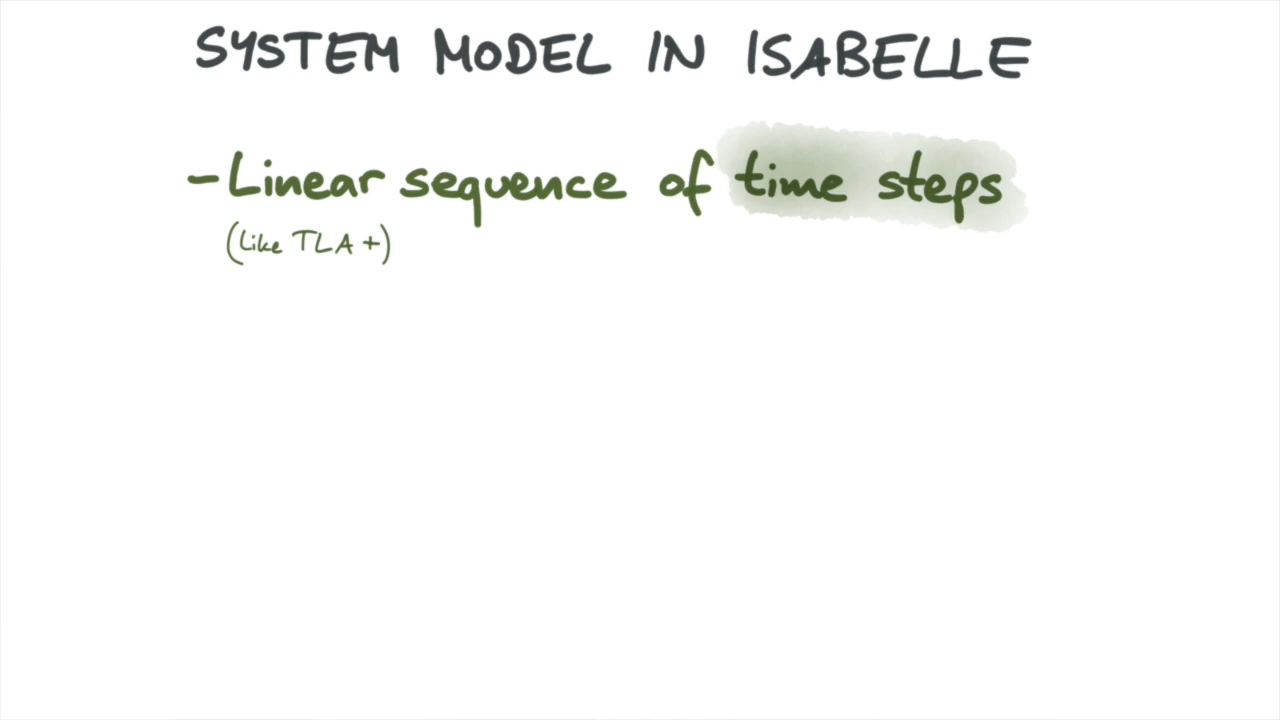 SYSTEM MODEL IN ISABELLE
- Linear sequence of time steps
(like TLA+)